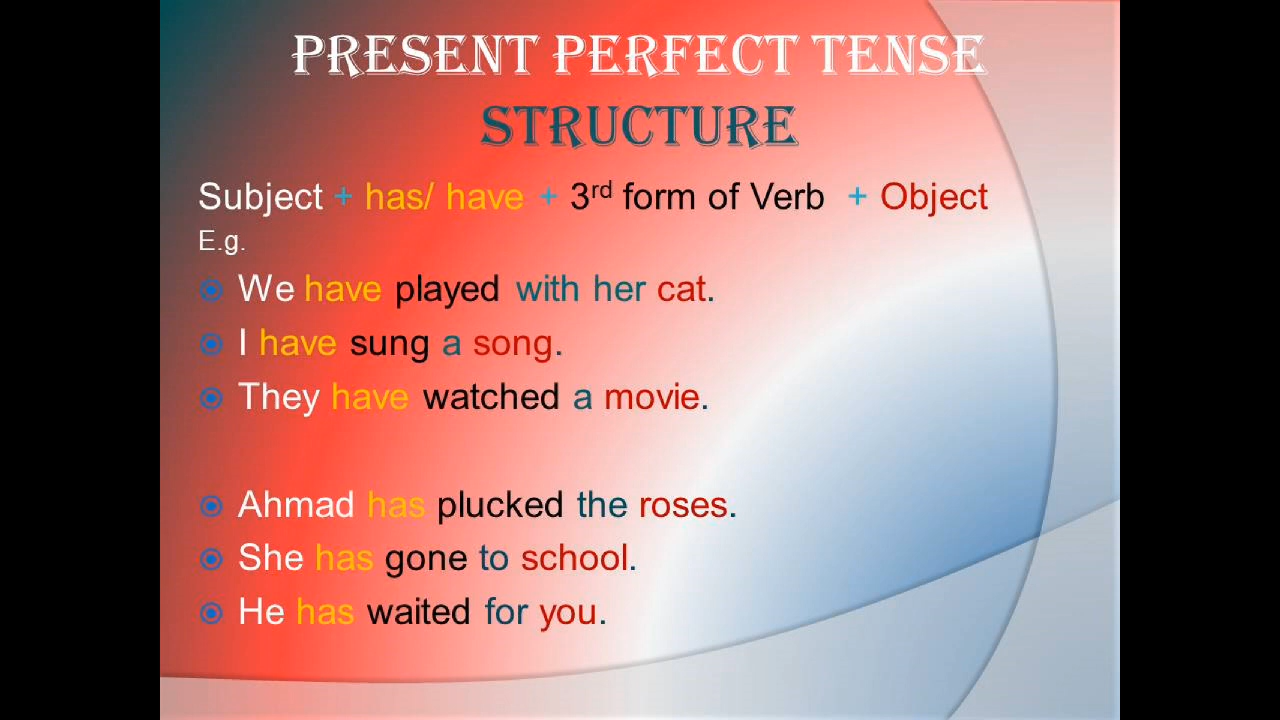 PRESENT PERFECT TENSE
STRUCTURE
Subject + has/ have + 3rd form of Verb + Object
E.g.
We have played with her cat.
I have sung a song.
They have watched a movie.
Ahmad has plucked the roses.
She has gone to school.
He has waited for you.